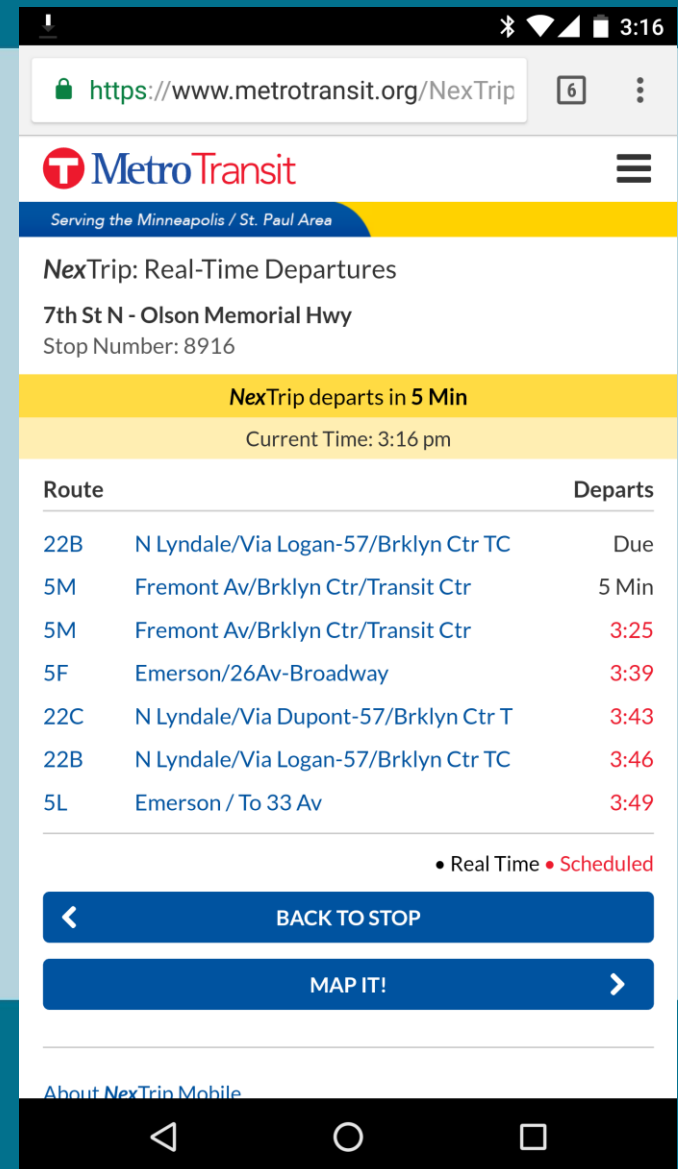 3:16
https://www.metrotransit.org/NexTrip 6
T MetroTransit
Serving the Minneapolis / St. Paul Area
NexTrip: Real-Time Departures
7th St N - Olson Memorial Hwy
Stop Number: 8916
NexTrip departs in 5 Min
Current Time: 3:16 pm
Route Departs
22B N Lyndale/Via Logan-57/Brklyn Ctr TC Due
5M Fremont Av/Brklyn Ctr/Transit Ctr 5 Min
5M Fremont Av/Brklyn Ctr/Transit Ctr 3:25
5F Emerson/26Av-Broadway 3:39
22C N Lyndale/Via Dupont-57/Brklyn Ctr T 3:43
22B N Lyndale/Via Logan-57/Brklyn Ctr TC 3:46
5L Emerson / To 33 Av 3:49
• Real Time • Scheduled
BACK TO STOP
MAP IT!
About NexTrip Mobile